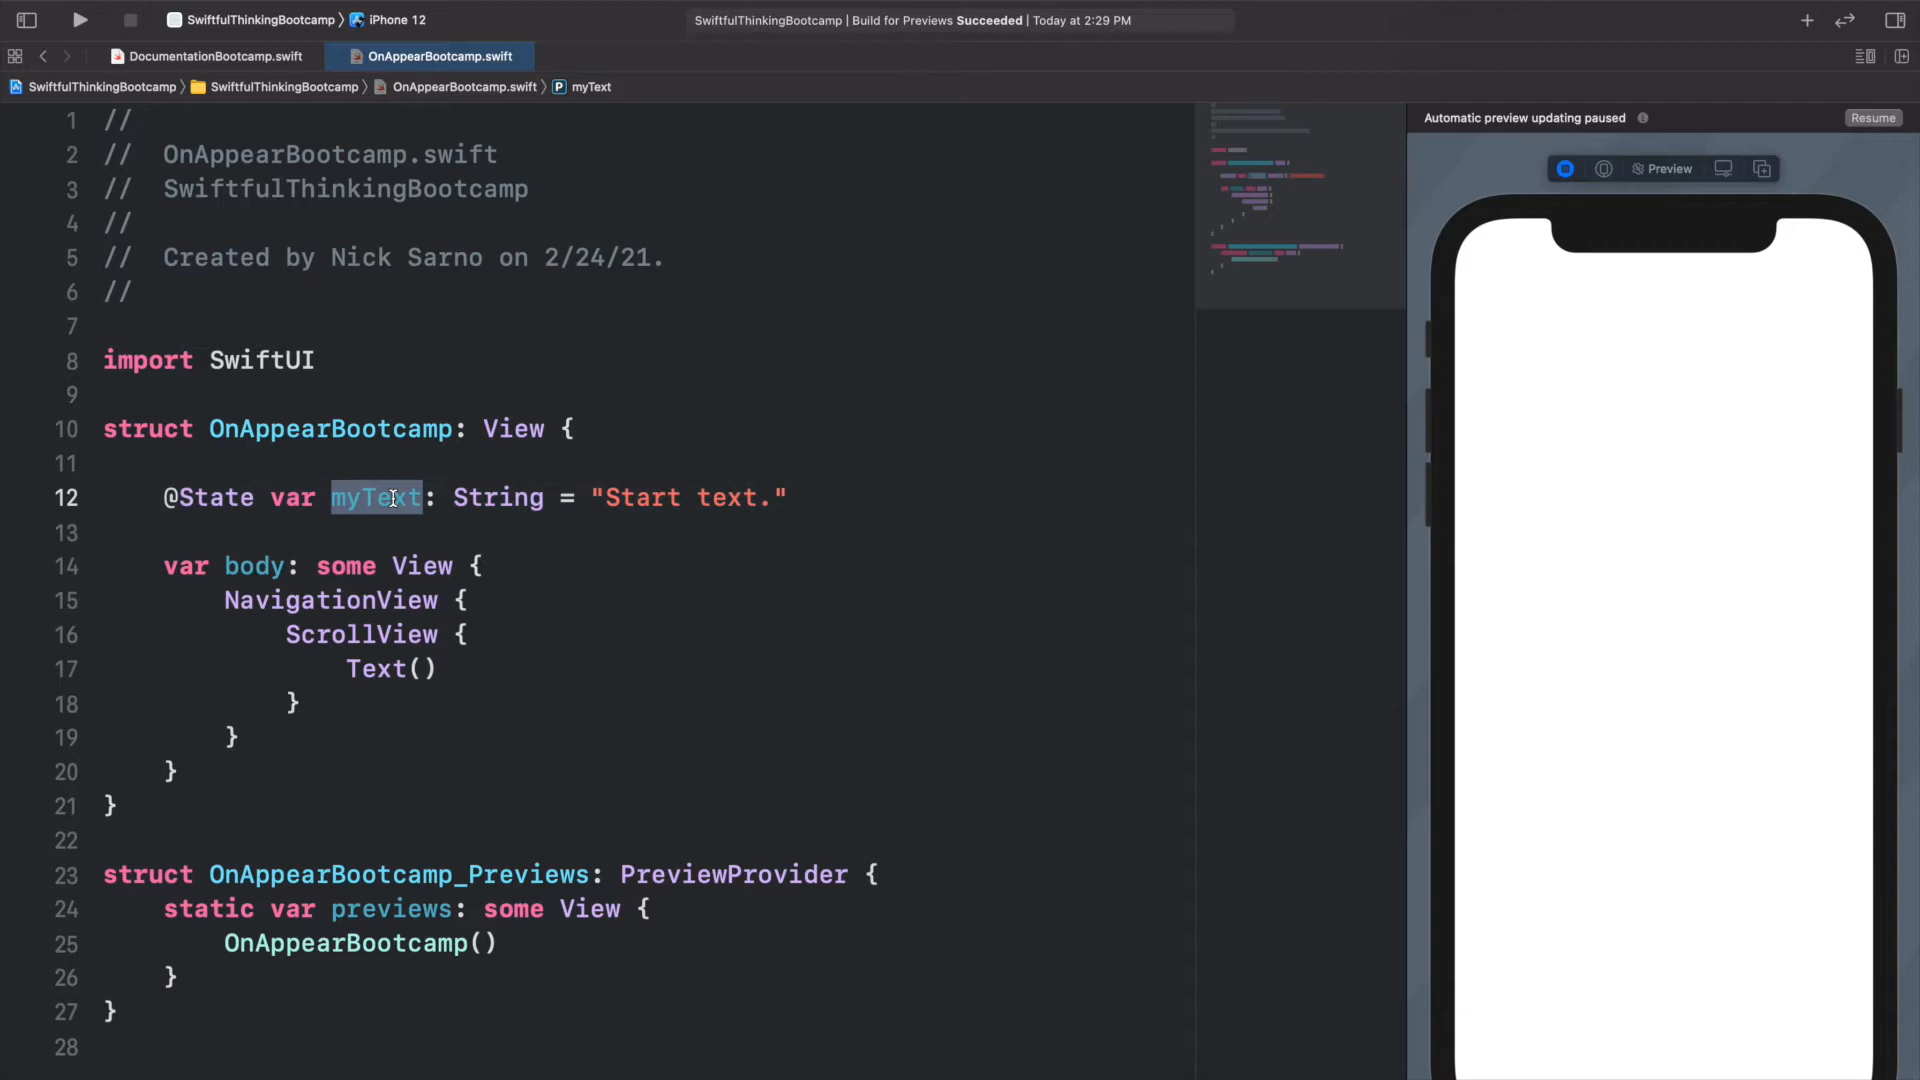 SwiftfulThinkingBootcamp 〉 iPhone 12
SwiftfulThinkingBootcamp | Build for Previews Succeeded | Today at 2:29 PM
DocumentationBootcamp.swift
OnAppearBootcamp.swift
SwiftfulThinkingBootcamp 〉 SwiftfulThinkingBootcamp 〉 OnAppearBootcamp.swift 〉 P myText
Automatic preview updating paused
Resume
Preview
1 //
2 //  OnAppearBootcamp.swift
3 //  SwiftfulThinkingBootcamp
4 //
5 //  Created by Nick Sarno on 2/24/21.
6 //
7
8 import SwiftUI
9
10 struct OnAppearBootcamp: View {
11
12     @State var myText: String = "Start text."
13
14     var body: some View {
15         NavigationView {
16             ScrollView {
17                 Text()
18             }
19         }
20     }
21 }
22
23 struct OnAppearBootcamp_Previews: PreviewProvider {
24     static var previews: some View {
25         OnAppearBootcamp()
26     }
27 }
28